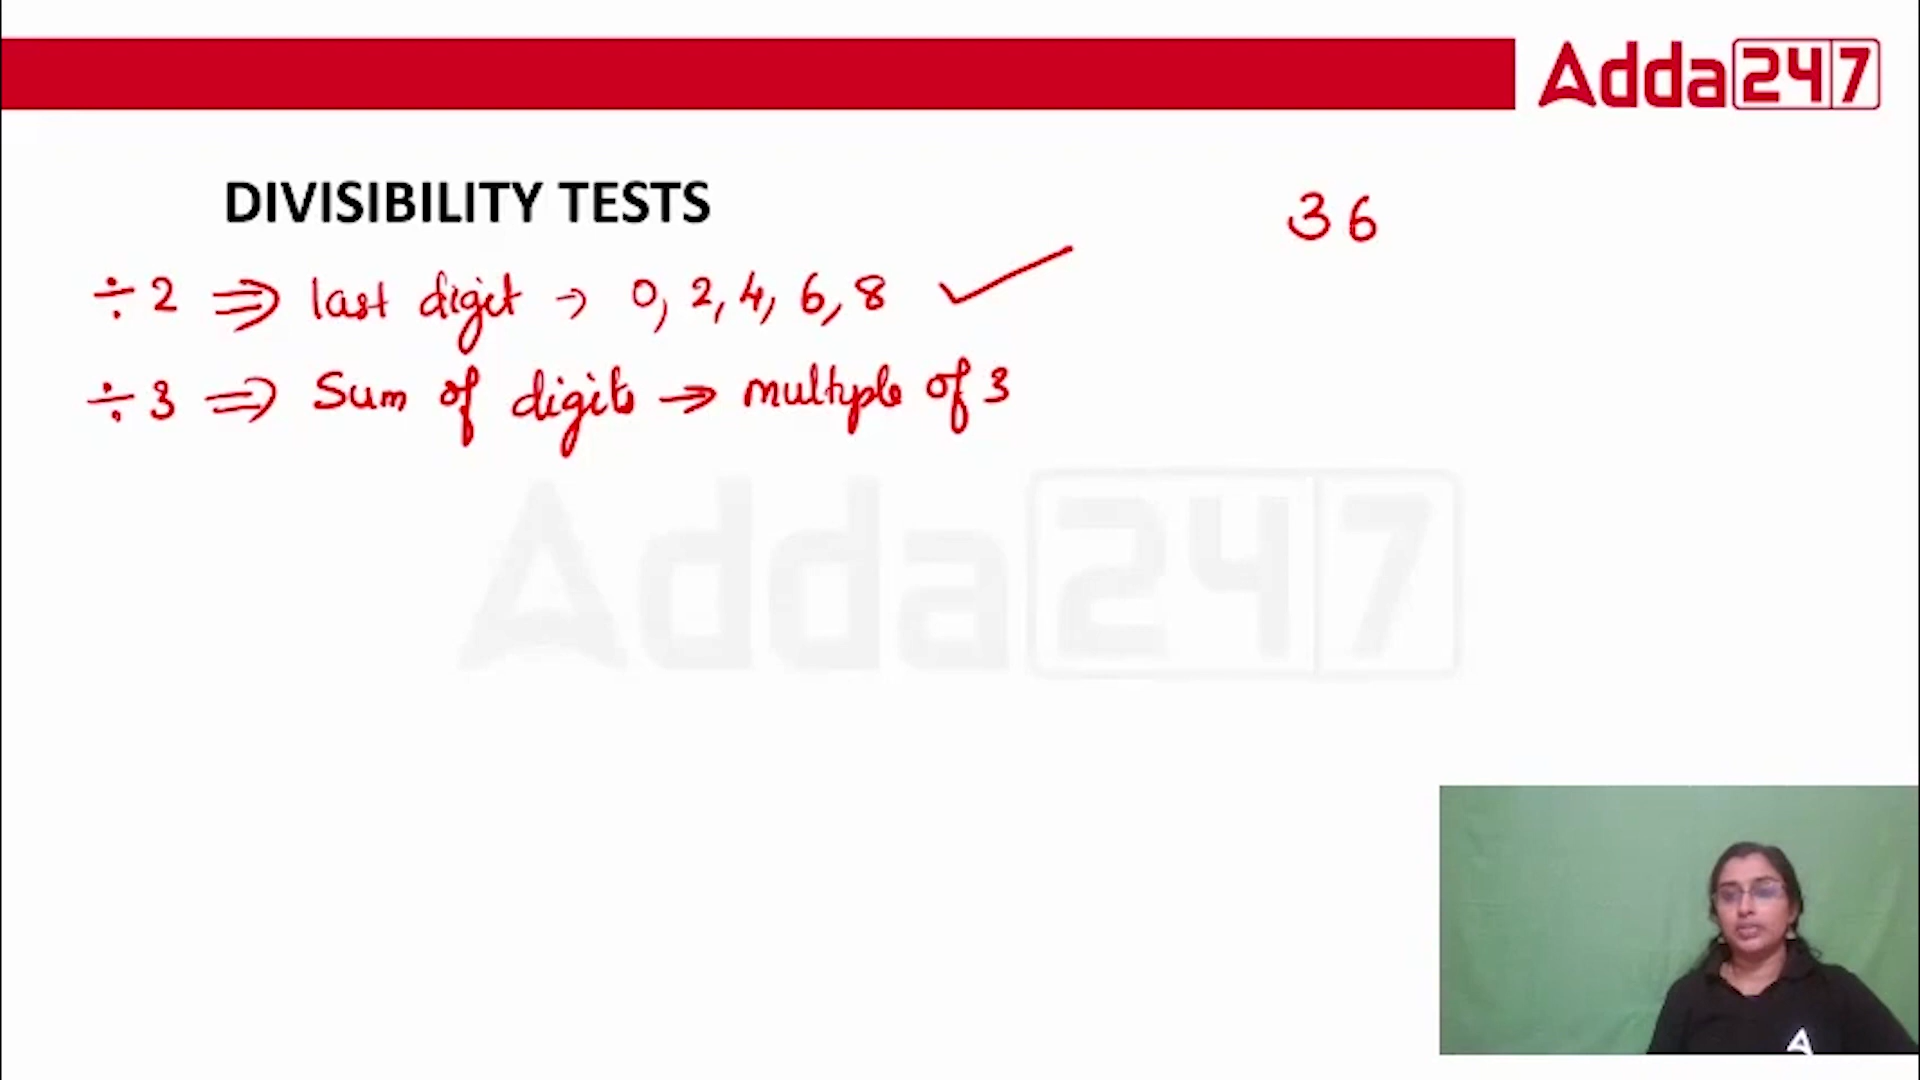 Adda247
DIVISIBILITY TESTS
36
÷2 ⇒ last digit → 0, 2, 4, 6, 8 ✓
÷3 ⇒ Sum of digits → multiple of 3
Adda247